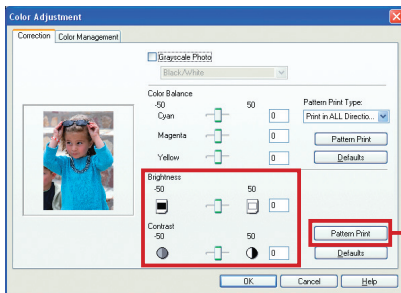 Color Adjustment
Correction Color Management
Grayscale Photo
Black/White
Color Balance
-50 50
Cyan 0
Magenta 0
Yellow 0
Pattern Print Type:
Print in ALL Directio...
Pattern Print
Defaults
Brightness
-50 50
0
Contrast
-50 50
0
Pattern Print
Defaults
OK Cancel Help